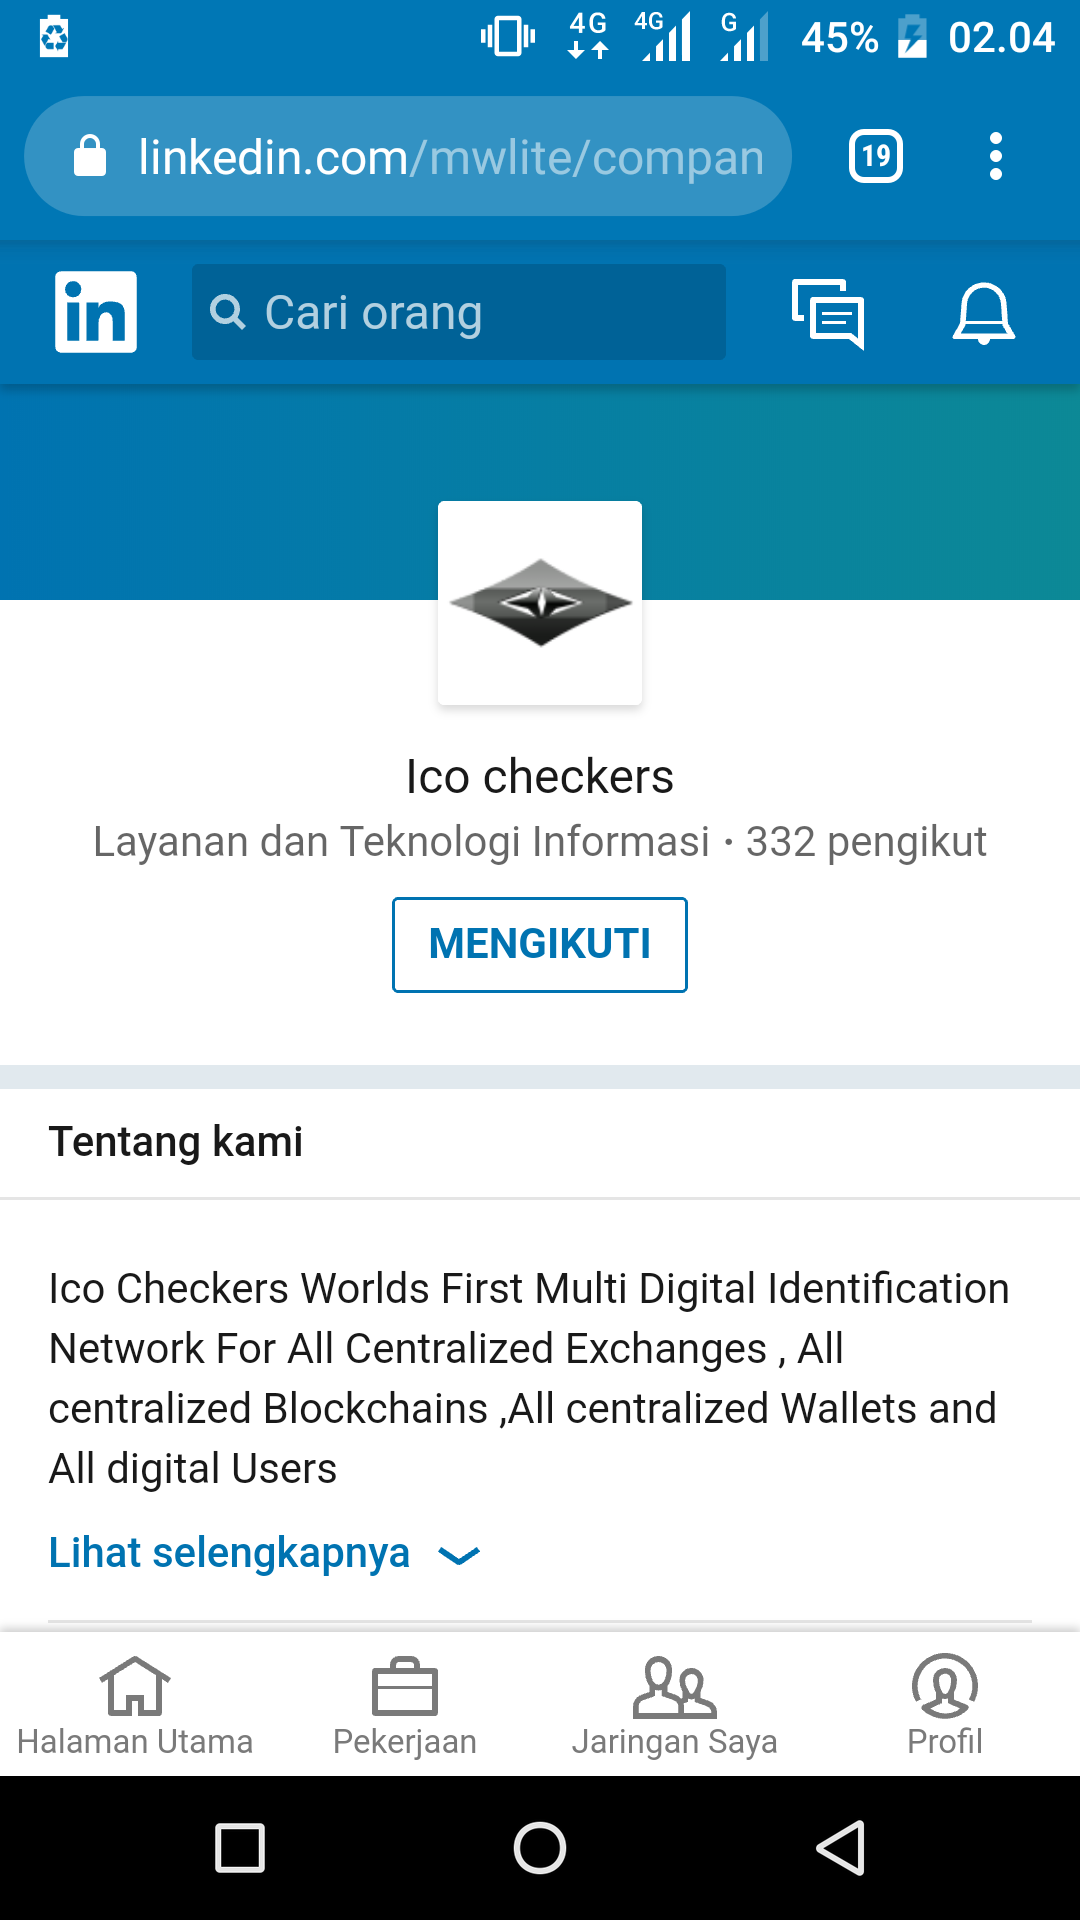 4G 4G G 45% 02.04
linkedin.com/mwlite/compan 19
in Cari orang
Ico checkers
Layanan dan Teknologi Informasi • 332 pengikut
MENGIKUTI
Tentang kami
Ico Checkers Worlds First Multi Digital Identification
Network For All Centralized Exchanges , All
centralized Blockchains ,All centralized Wallets and
All digital Users
Lihat selengkapnya
Halaman Utama Pekerjaan Jaringan Saya Profil